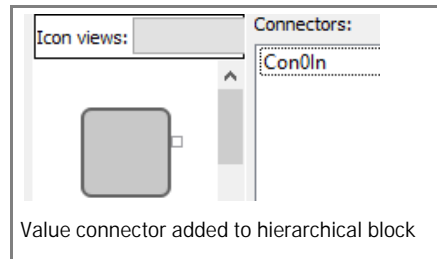 Icon views:
Connectors:
Con0In
Value connector added to hierarchical block